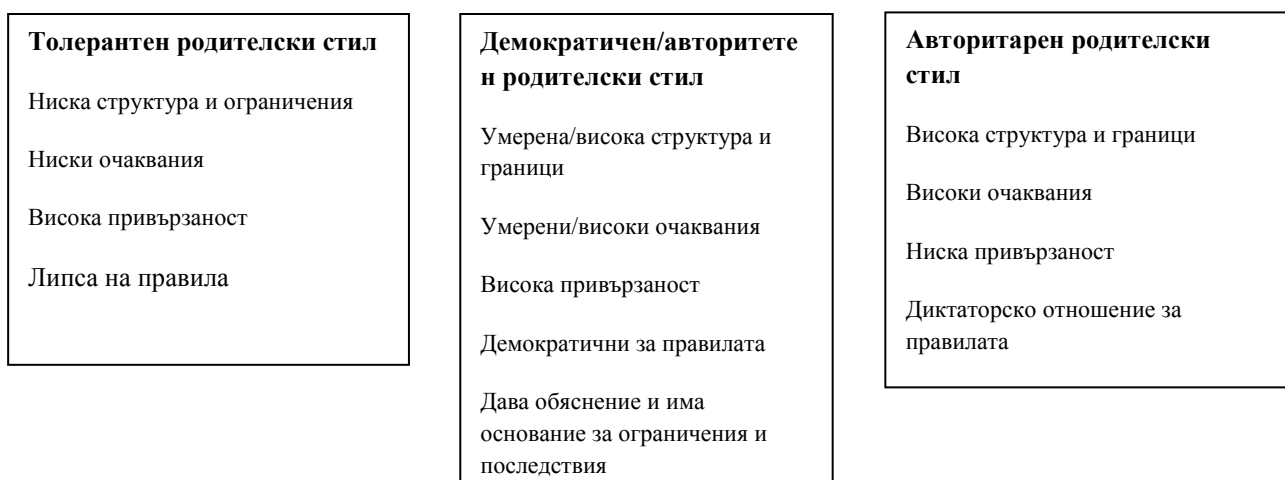 Толерантен родителски стил
Ниска структура и ограничения
Ниски очаквания
Висока привързаност
Липса на правила
Демократичен/авторитете
н родителски стил
Умерена/висока структура и
граници
Умерени/високи очаквания
Висока привързаност
Демократични за правилата
Дава обяснение и има
основание за ограничения и
последствия
Авторитарен родителски
стил
Висока структура и граници
Високи очаквания
Ниска привързаност
Диктаторско отношение за
правилата